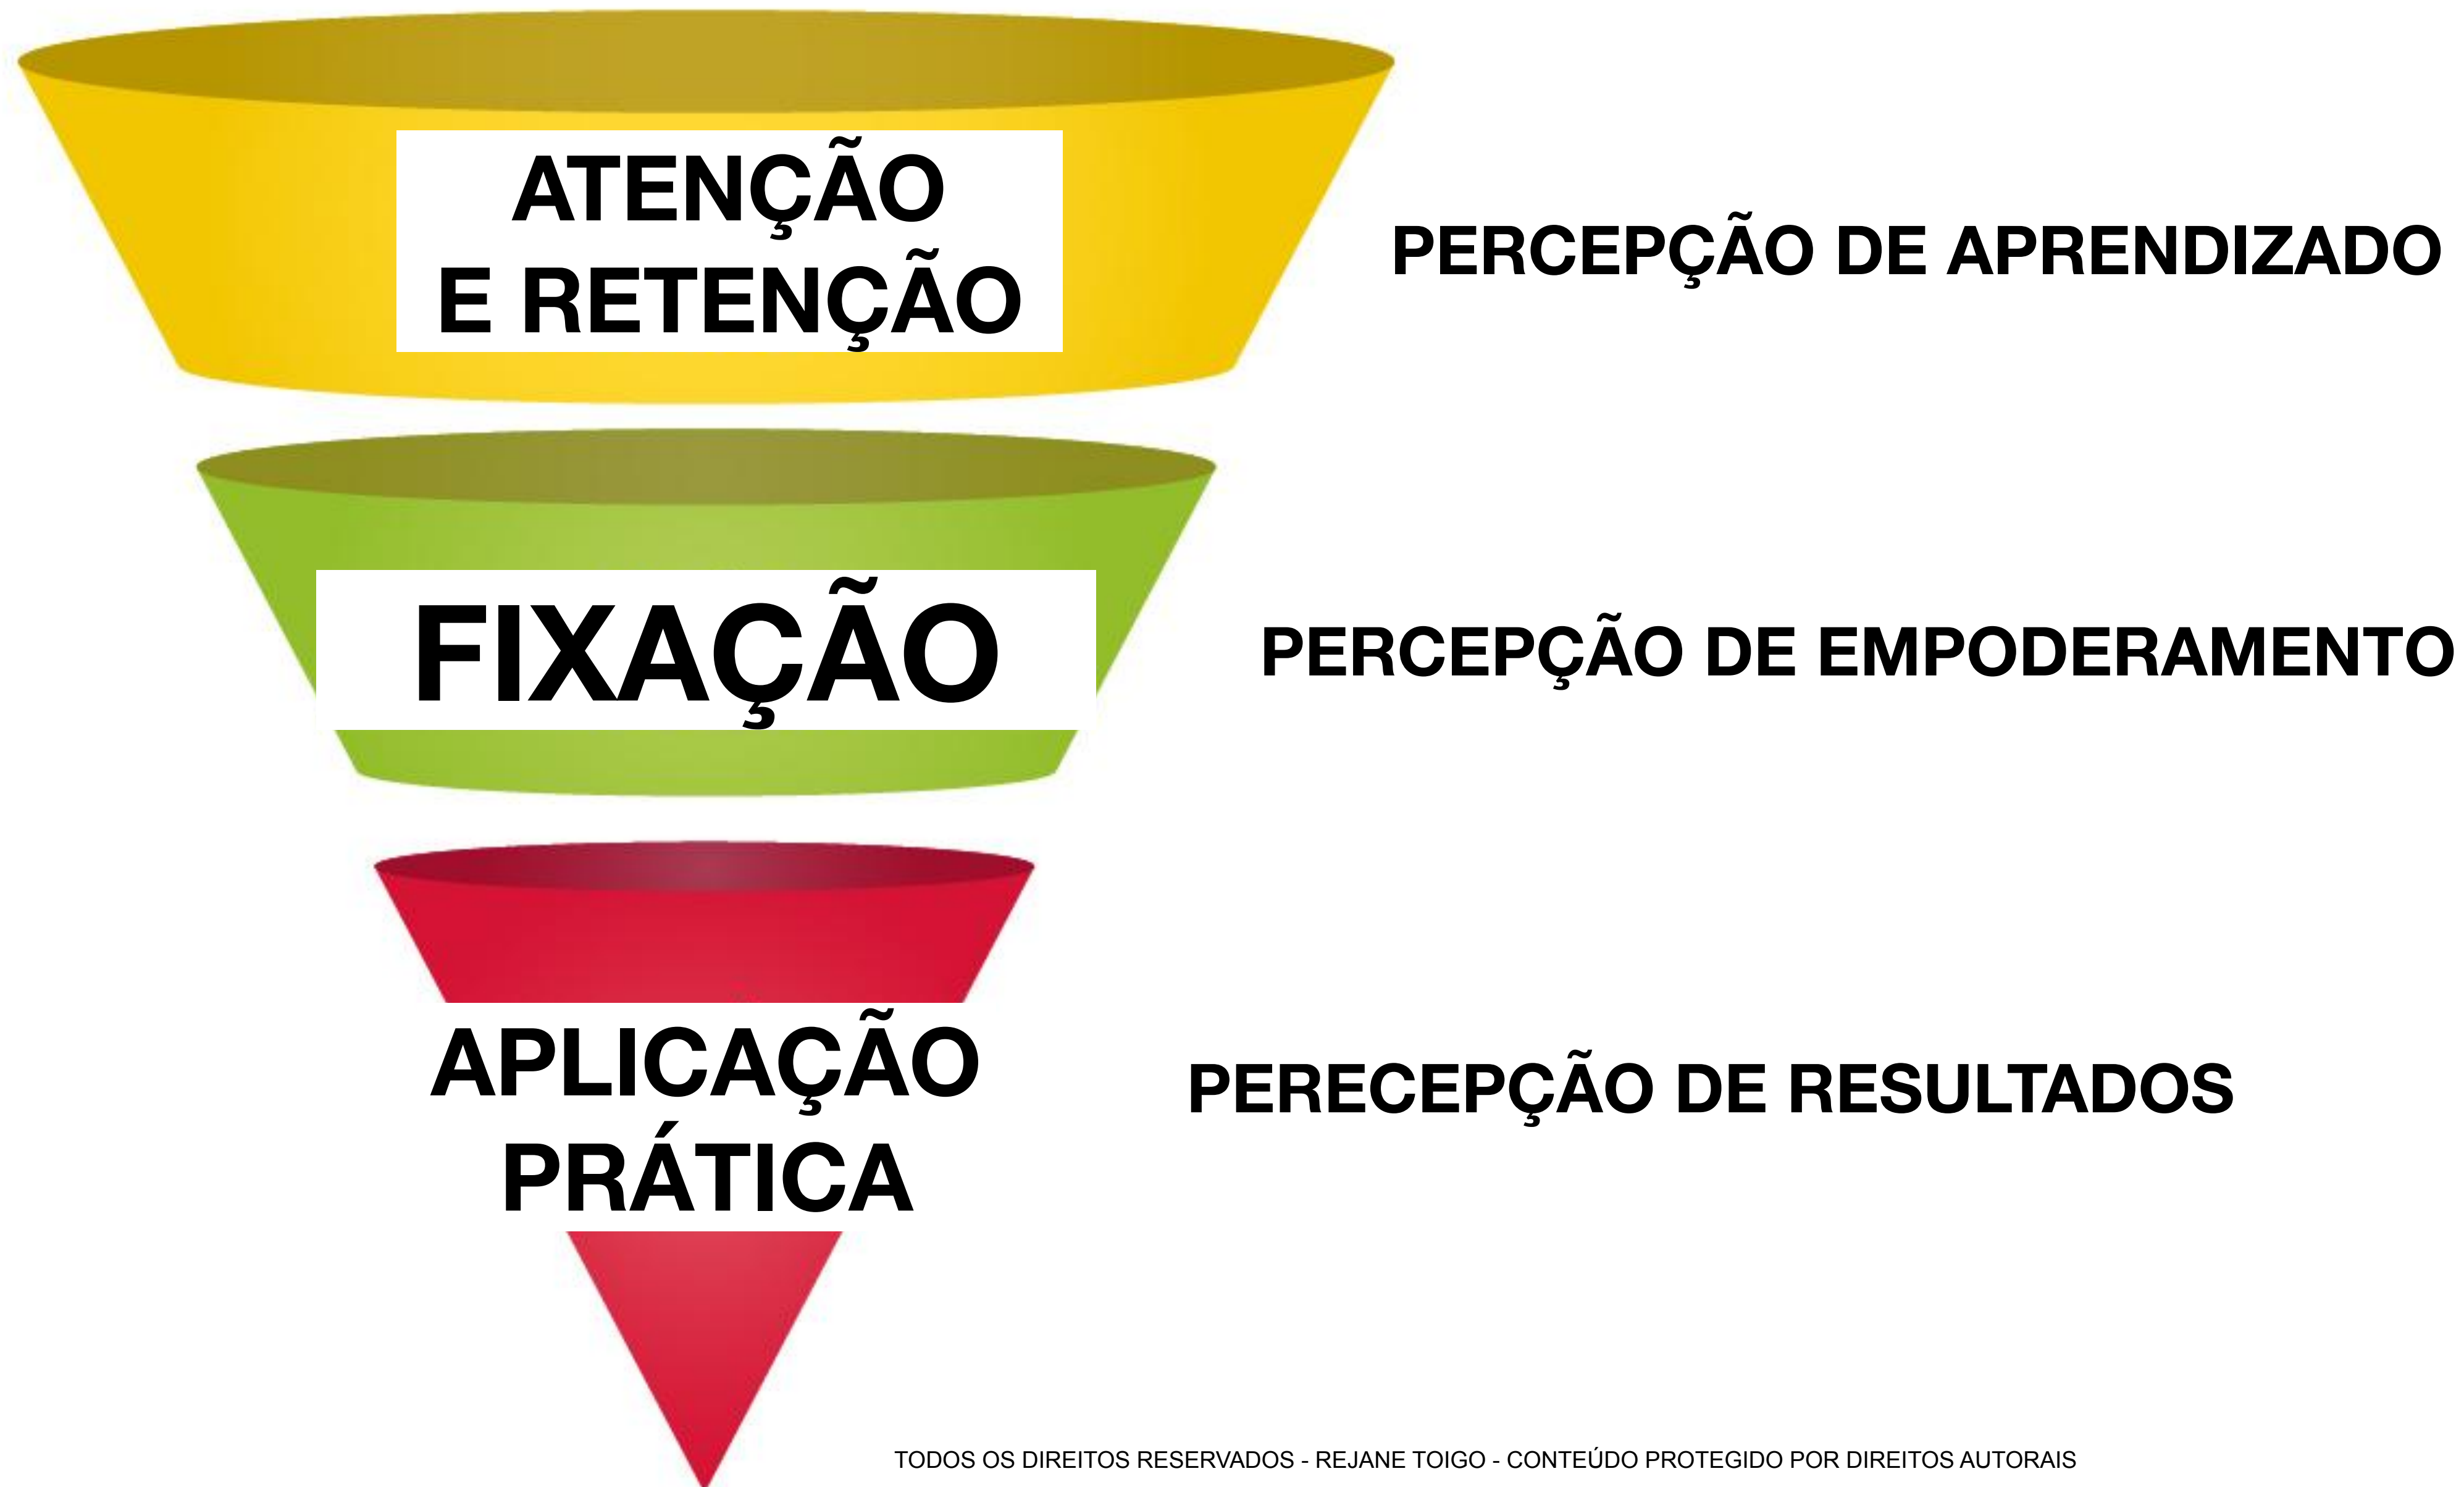 ATENÇÃO
E RETENÇÃO
PERCEPÇÃO DE APRENDIZADO
FIXAÇÃO
PERCEPÇÃO DE EMPODERAMENTO
APLICAÇÃO
PRÁTICA
PERECEPÇÃO DE RESULTADOS
TODOS OS DIREITOS RESERVADOS - REJANE TOIGO - CONTEÚDO PROTEGIDO POR DIREITOS AUTORAIS